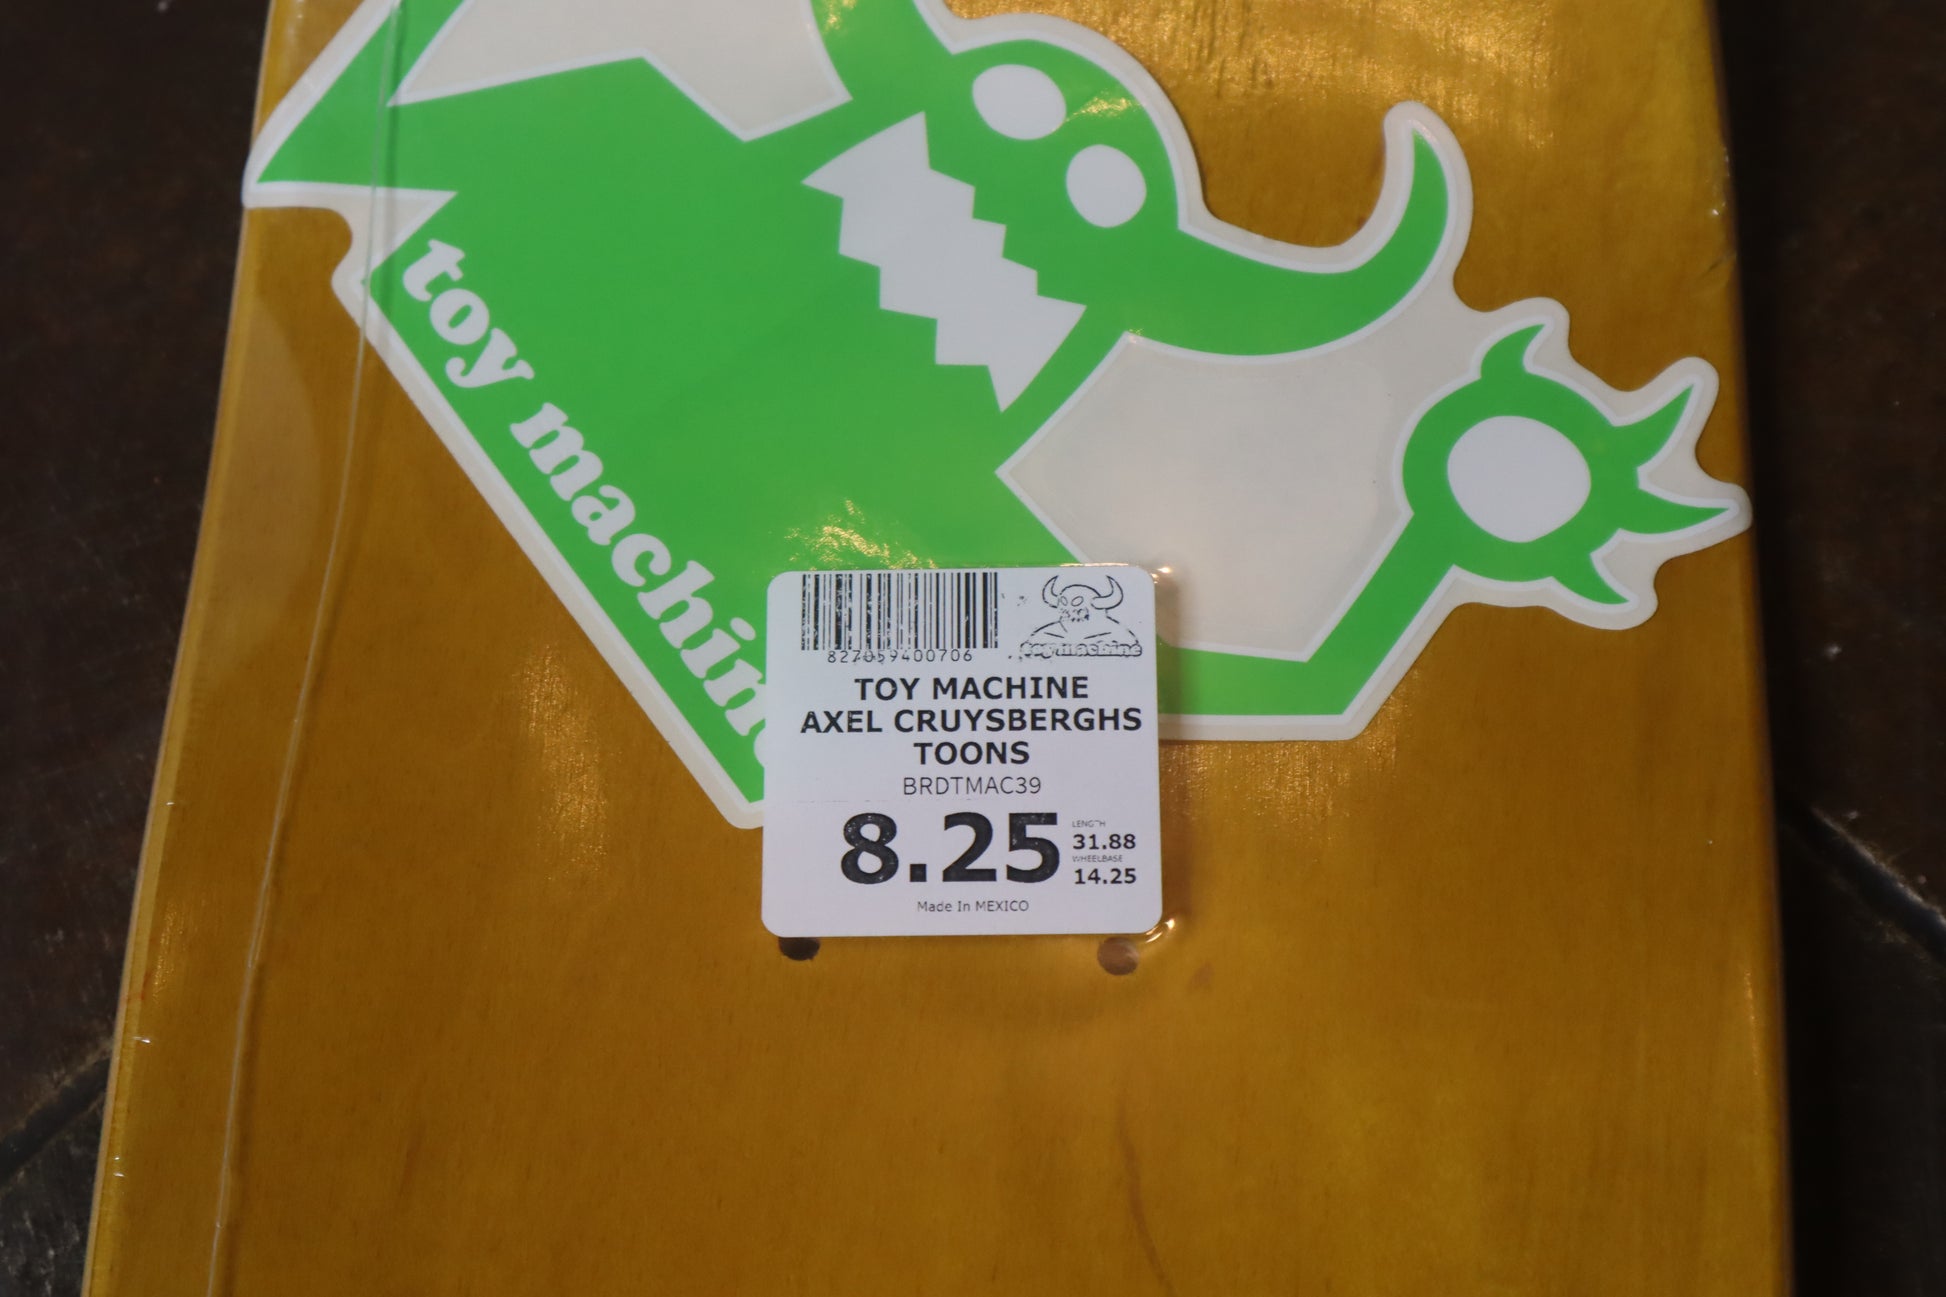 toy machine
827059400706
toy machine
TOY MACHINE
AXEL CRUYSBERGHS
TOONS
BRDTMAC39
8.25
LENGTH
31.88
WHEELBASE
14.25
Made In MEXICO